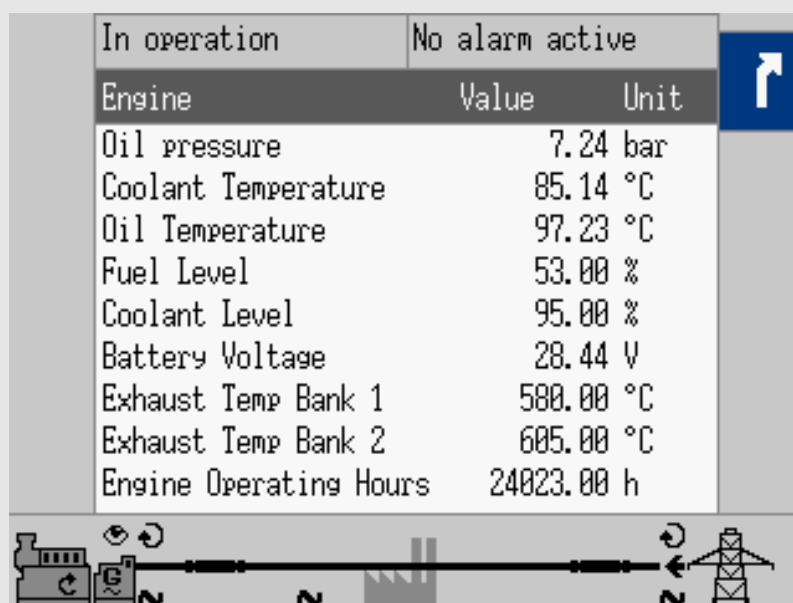 In operation No alarm active
Engine Value Unit
Oil pressure 7.24 bar
Coolant Temperature 85.14 °C
Oil Temperature 97.23 °C
Fuel Level 53.00 %
Coolant Level 95.00 %
Battery Voltage 28.44 V
Exhaust Temp Bank 1 580.00 °C
Exhaust Temp Bank 2 605.00 °C
Engine Operating Hours 24023.00 h
G